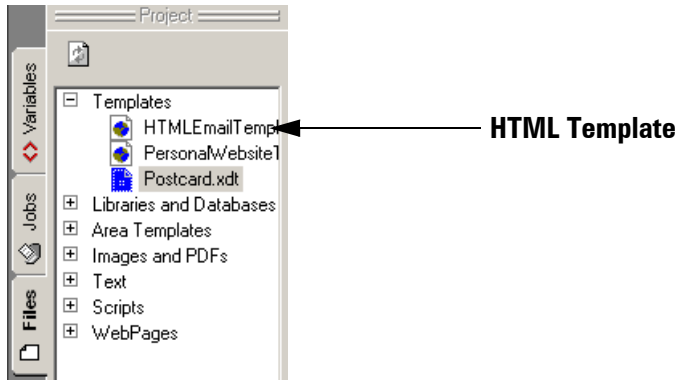 Project
Variables
Jobs
Files
Templates
HTMLEmailTempl
HTML Template
PersonalWebsiteT
Postcard.xdt
Libraries and Databases
Area Templates
Images and PDFs
Text
Scripts
WebPages